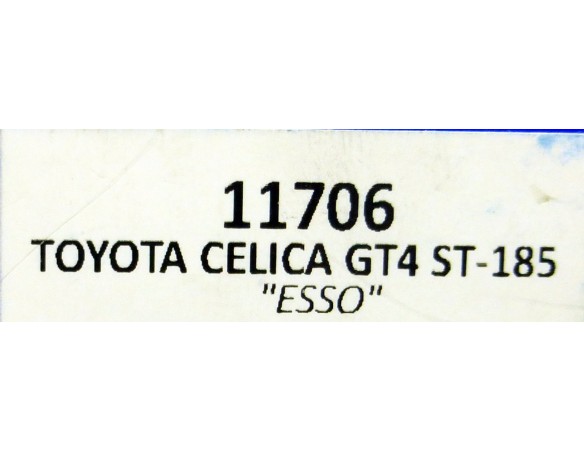 11706
TOYOTA CELICA GT4 ST-185
"ESSO"